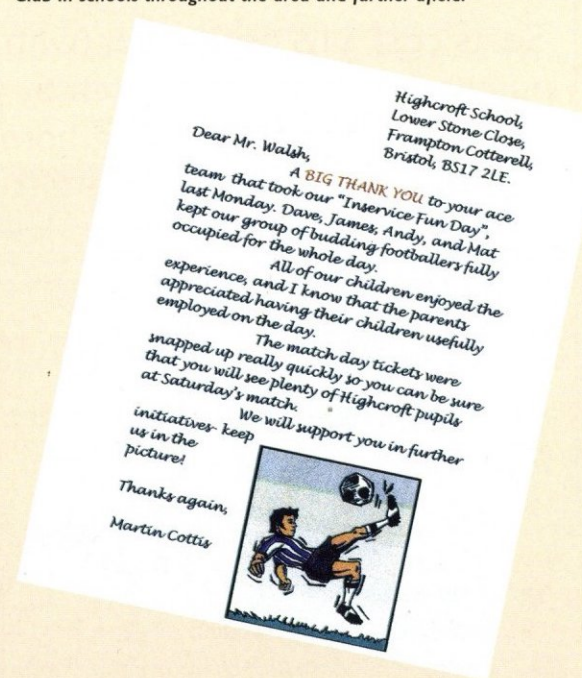 Club in schools throughout the area and further afield.
Highcroft School,
Lower Stone Close,
Frampton Cotterell,
Bristol, BS17 2LE.
Dear Mr. Walsh,
A BIG THANK YOU to your ace
team that took our "Inservice Fun Day",
last Monday. Dave, James, Andy, and Mat
kept our group of budding footballers fully
occupied for the whole day.
All of our children enjoyed the
experience, and I know that the parents
appreciated having their children usefully
employed on the day.
The match day tickets were
snapped up really quickly so you can be sure
that you will see plenty of Highcroft pupils
at Saturday's match.
We will support you in further
initiatives- keep
us in the
picture!
Thanks again,
Martin Cottis